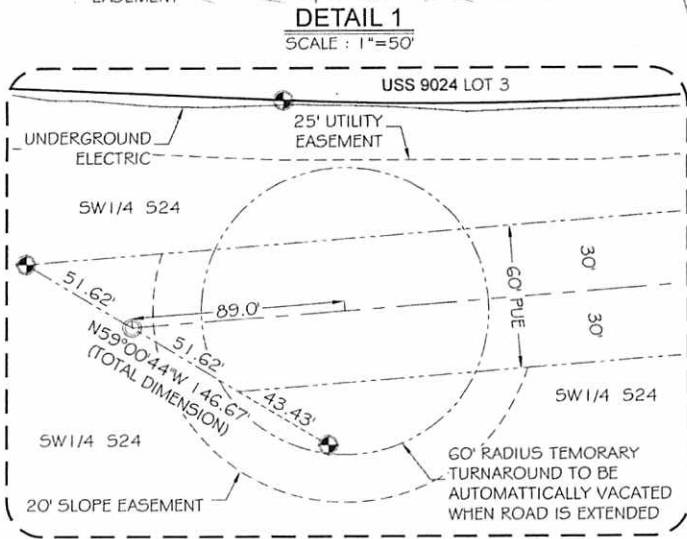 EASEMENT
DETAIL 1
SCALE : 1"=50'
USS 9024 LOT 3
UNDERGROUND
ELECTRIC
25' UTILITY
EASEMENT
SW1/4 S24
51.62'
89.0'
60' PUE
30'
30'
51.62'
N59°00'44"W 146.67'
(TOTAL DIMENSION)
43.43'
SW1/4 S24
SW1/4 S24
20' SLOPE EASEMENT
60' RADIUS TEMORARY
TURNAROUND TO BE
AUTOMATTICALLY VACATED
WHEN ROAD IS EXTENDED